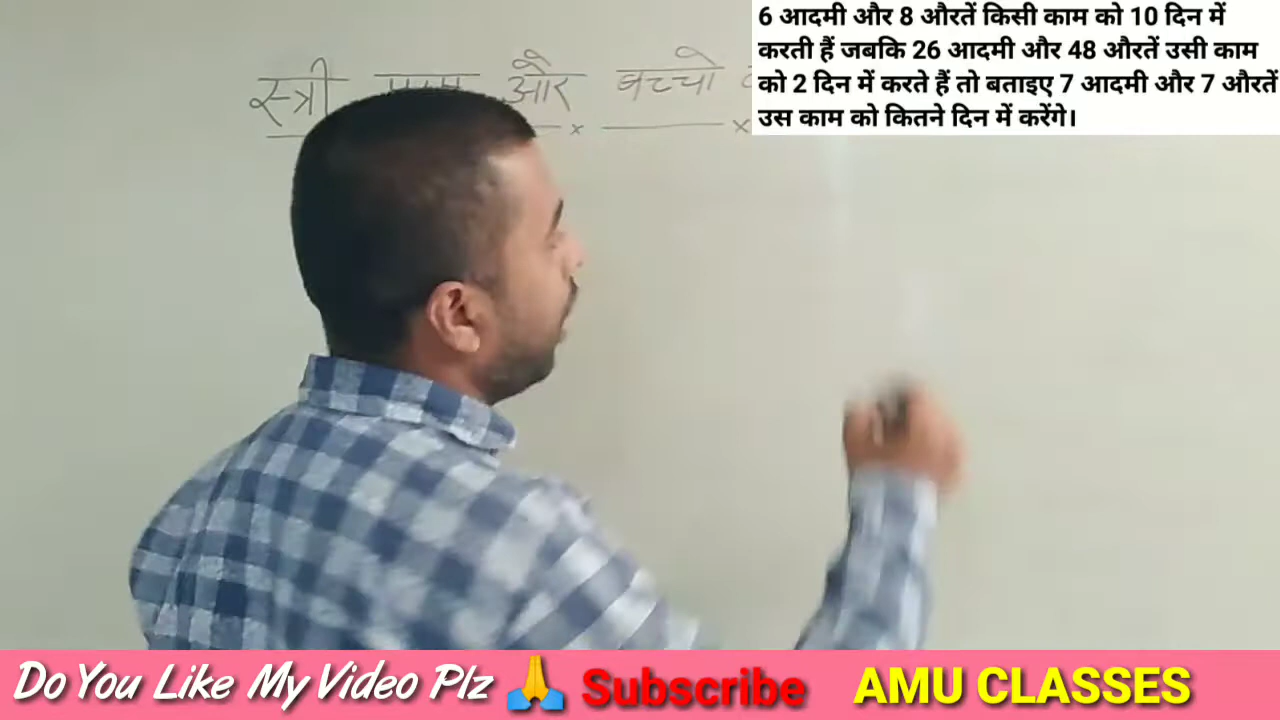 6 आदमी और 8 औरतें किसी काम को 10 दिन में
करती हैं जबकि 26 आदमी और 48 औरतें उसी काम
को 2 दिन में करते हैं तो बताइए 7 आदमी और 7 औरतें
उस काम को कितने दिन में करेंगे।
स्त्री और बच्चो
Do You Like My Video Plz 🙏 Subscribe AMU CLASSES